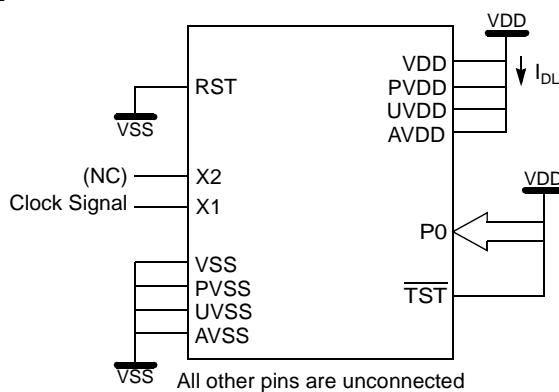 VDD
RST
VSS
VDD
PVDD
UVDD
AVDD
IDL
(NC)
X2
Clock Signal
X1
VDD
P0
VSS
PVSS
UVSS
AVSS
TST
VSS
All other pins are unconnected